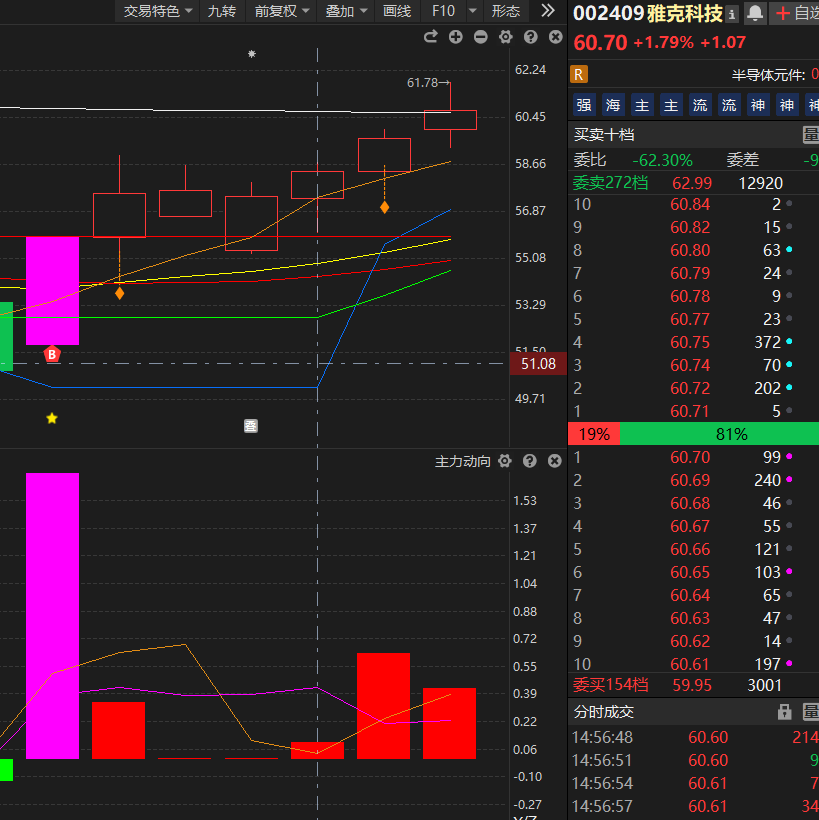 交易特色 九转 前复权 叠加 画线 F10 形态
002409 雅克科技 自选
60.70 +1.79% +1.07
R 半导体元件: 0
强 海 主 主 流 流 神 神 神
买卖十档
委比 -62.30% 委差 -9
委卖272档 62.99 12920
10 60.84 2
9 60.82 15
8 60.80 63
7 60.79 24
6 60.78 9
5 60.77 23
4 60.75 372
3 60.74 70
2 60.72 202
1 60.71 5
19% 81%
1 60.70 99
2 60.69 240
3 60.68 46
4 60.67 55
5 60.66 121
6 60.65 103
7 60.64 65
8 60.63 47
9 60.62 14
10 60.61 197
委买154档 59.95 3001
分时成交
14:56:48 60.60 214
14:56:51 60.60 9
14:56:54 60.61 7
14:56:57 60.61 34
61.78→
62.24
60.45
58.66
56.87
55.08
53.29
51.50
51.08
49.71
B
主力动向
1.53
1.37
1.21
1.04
0.88
0.72
0.55
0.39
0.22
0.06
-0.10
-0.27